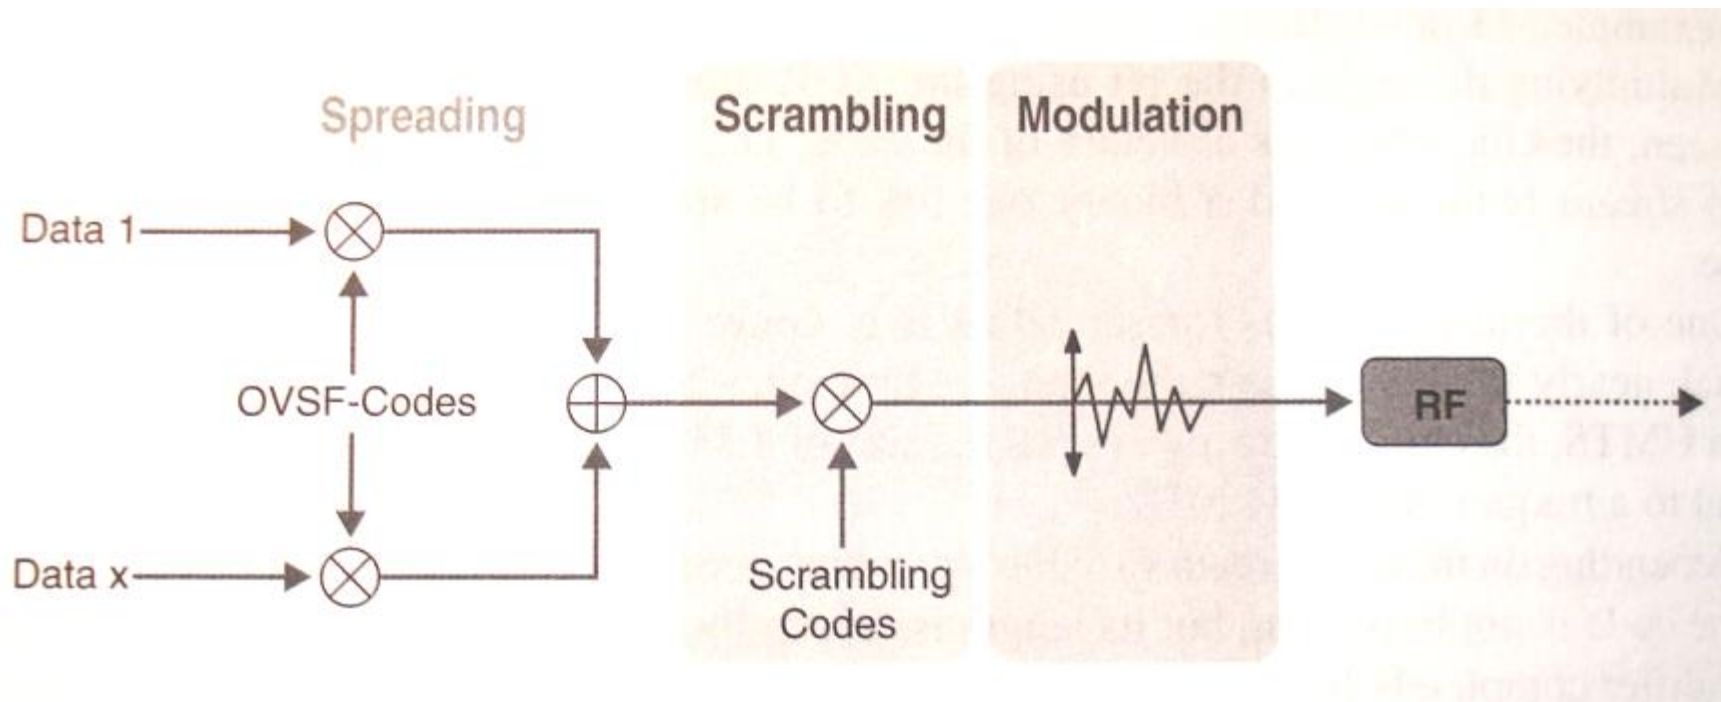 Spreading
Scrambling
Modulation
Data 1
OVSF-Codes
RF
Data x
Scrambling
Codes